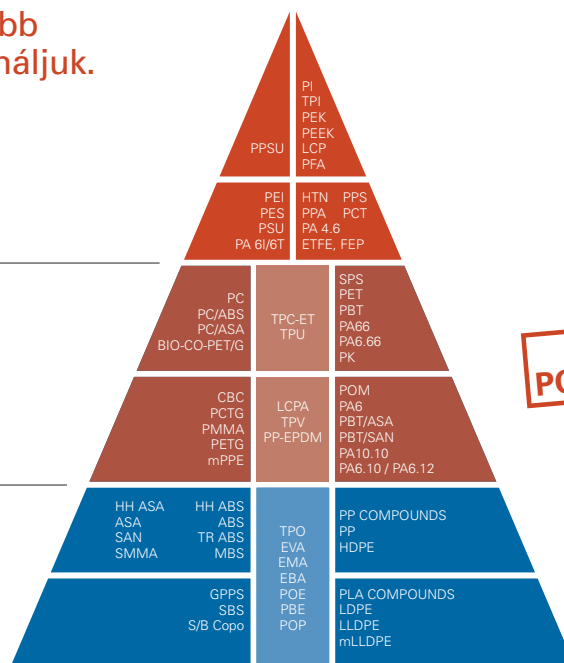 bb
náljuk.
PPSU
PI
TPI
PEK
PEEK
LCP
PFA
PEI
PES
PSU
PA 6I/6T
HTN PPS
PPA PCT
PA 4.6
ETFE, FEP
PC
PC/ABS
PC/ASA
BIO-CO-PET/G
TPC-ET
TPU
SPS
PET
PBT
PA66
PA6.66
PK
CBC
PCTG
PMMA
PETG
mPPE
LCPA
TPV
PP-EPDM
POM
PA6
PBT/ASA
PBT/SAN
PA10.10
PA6.10 / PA6.12
HH ASA HH ABS
ASA ABS
SAN TR ABS
SMMA MBS
TPO
EVA
EMA
EBA
POE
PBE
POP
PP COMPOUNDS
PP
HDPE
GPPS
SBS
S/B Copo
PLA COMPOUNDS
LDPE
LLDPE
mLLDPE